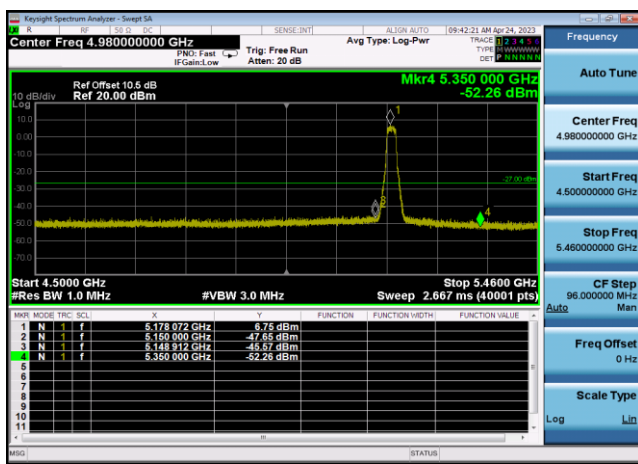 Keysight Spectrum Analyzer - Swept SA
R RF 50 Ω DC SENSE:INT ALIGN AUTO 09:42:21 AM Apr 24, 2023
Center Freq 4.980000000 GHz
PNO: Fast
IFGain:Low
Trig: Free Run
Atten: 20 dB
Avg Type: Log-Pwr
TRACE 1 2 3 4 5 6
TYPE M WWWWW
DET P N N N N N
Ref Offset 10.5 dB
10 dB/div Ref 20.00 dBm
Log
Mkr4 5.350 000 GHz
-52.26 dBm
10.0
0.00
-10.0
-20.0
-30.0
-40.0
-50.0
-60.0
-70.0
1
-27.00 dBm
4
Start 4.5000 GHz Stop 5.4600 GHz
#Res BW 1.0 MHz #VBW 3.0 MHz Sweep 2.667 ms (40001 pts)
MKR MODE TRC SCL X Y FUNCTION FUNCTION WIDTH FUNCTION VALUE
1 N 1 f 5.178 072 GHz 6.75 dBm
2 N 1 f 5.150 000 GHz -47.65 dBm
3 N 1 f 5.148 912 GHz -45.57 dBm
4 N 1 f 5.350 000 GHz -52.26 dBm
5
6
7
8
9
10
11
MSG STATUS
Frequency
Auto Tune
Center Freq
4.980000000 GHz
Start Freq
4.500000000 GHz
Stop Freq
5.460000000 GHz
CF Step
96.000000 MHz
Auto Man
Freq Offset
0 Hz
Scale Type
Log Lin